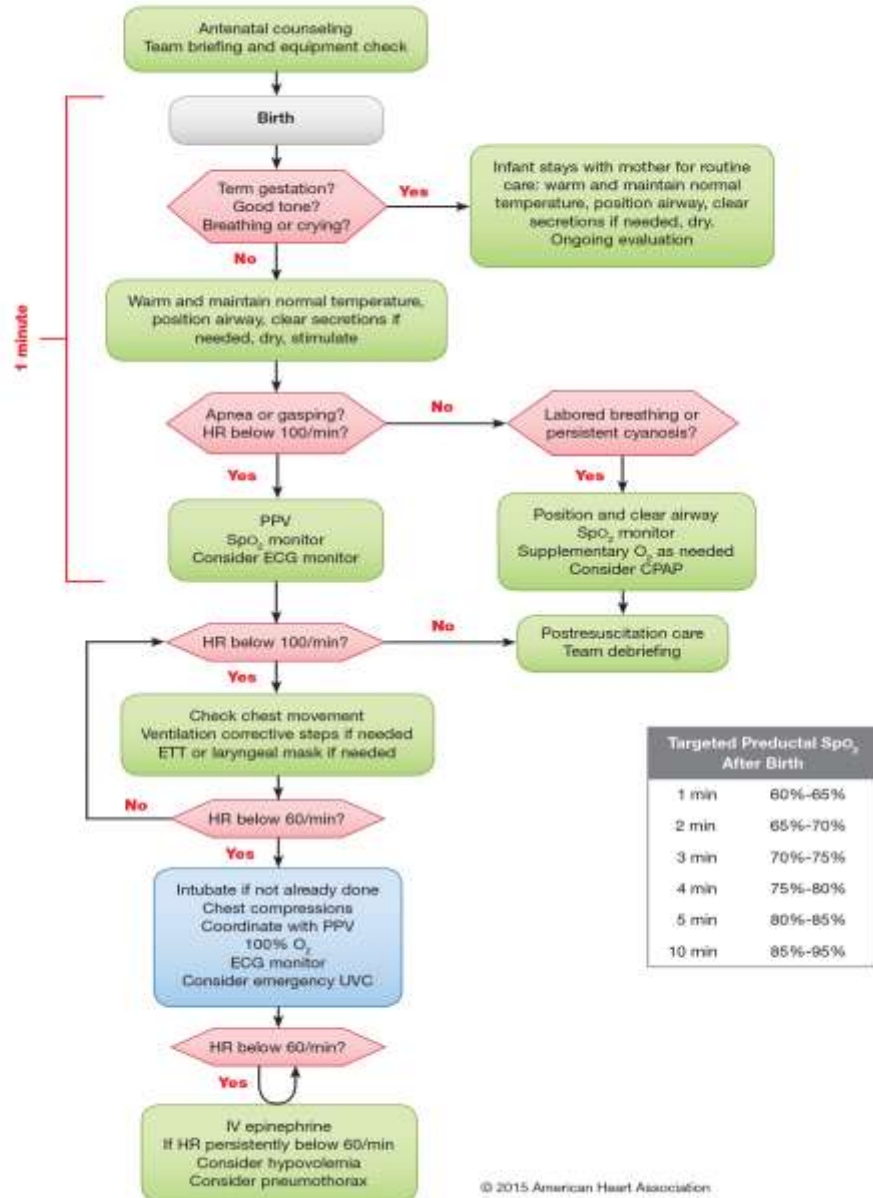 Antenatal counseling
Team briefing and equipment check
Birth
1 minute
Term gestation?
Good tone?
Breathing or crying?
Yes
Infant stays with mother for routine
care: warm and maintain normal
temperature, position airway, clear
secretions if needed, dry.
Ongoing evaluation
No
Warm and maintain normal temperature,
position airway, clear secretions if
needed, dry, stimulate
Apnea or gasping?
HR below 100/min?
No
Labored breathing or
persistent cyanosis?
Yes
Yes
PPV
SpO₂ monitor
Consider ECG monitor
Position and clear airway
SpO₂ monitor
Supplementary O₂ as needed
Consider CPAP
HR below 100/min?
No
Postresuscitation care
Team debriefing
Yes
Check chest movement
Ventilation corrective steps if needed
ETT or laryngeal mask if needed
No
HR below 60/min?
Yes
Intubate if not already done
Chest compressions
Coordinate with PPV
100% O₂
ECG monitor
Consider emergency UVC
HR below 60/min?
Yes
IV epinephrine
If HR persistently below 60/min
Consider hypovolemia
Consider pneumothorax
Targeted Preductal SpO₂
After Birth
1 min 60%-65%
2 min 65%-70%
3 min 70%-75%
4 min 75%-80%
5 min 80%-85%
10 min 85%-95%
© 2015 American Heart Association